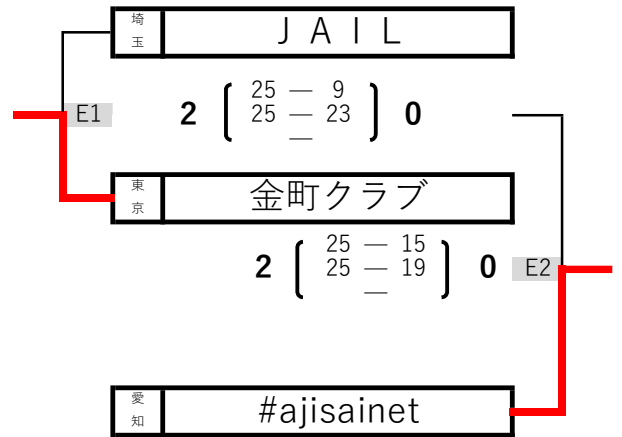 埼玉 ＪＡＩＬ
E1 2 25 — 9 0
25 — 23
—
東京 金町クラブ
2 25 — 15 0 E2
25 — 19
—
愛知 #ajisainet